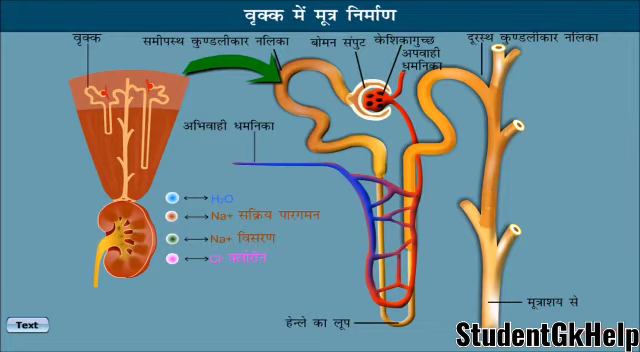 वृक्क में मूत्र निर्माण
वृक्क
समीपस्थ कुण्डलीकार नलिका
बोमन संपुट
केशिकागुच्छ
दूरस्थ कुण्डलीकार नलिका
अपवाही
धमनिका
अभिवाही धमनिका
H₂O
Na+ सक्रिय पारगमन
Na+ विसरण
Cl- क्लोरीन
हेन्ले का लूप
मूत्राशय से
Text
StudentGkHelp